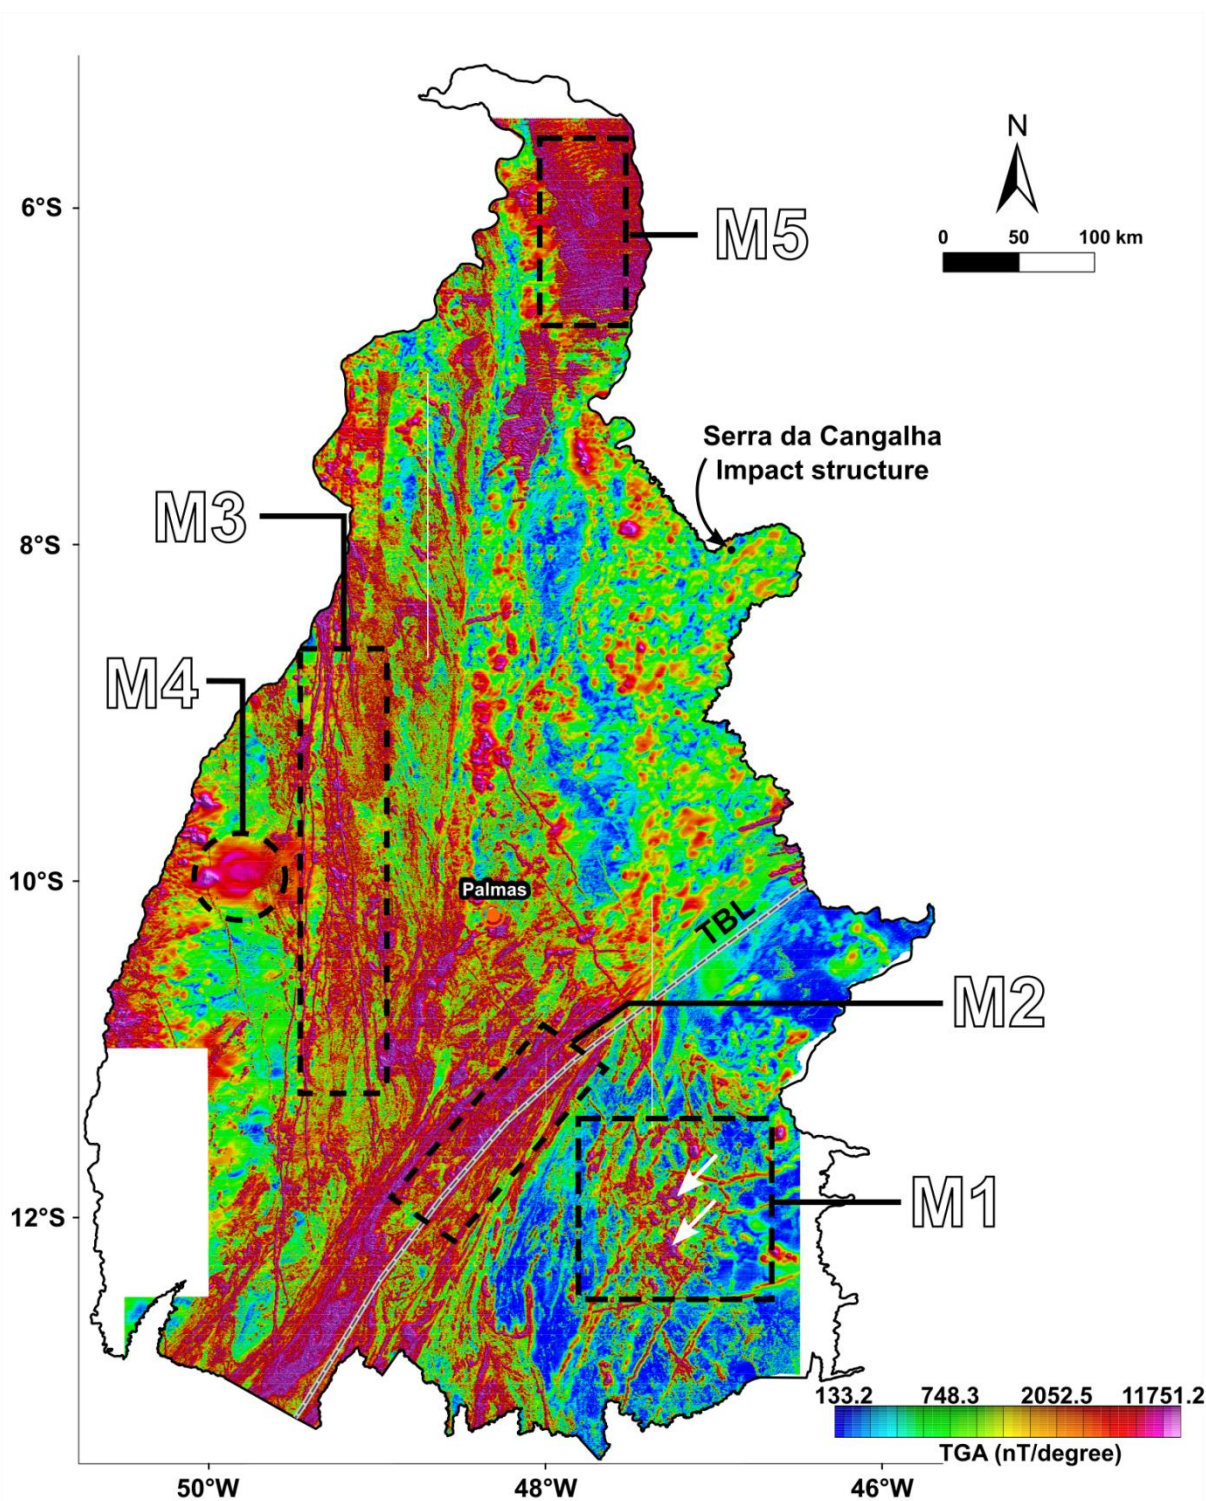 N
0 50 100 km
6°S
M5
Serra da Cangalha
Impact structure
M3
8°S
M4
10°S
Palmas
TBL
M2
M1
12°S
133.2 748.3 2052.5 11751.2
TGA (nT/degree)
50°W 48°W 46°W